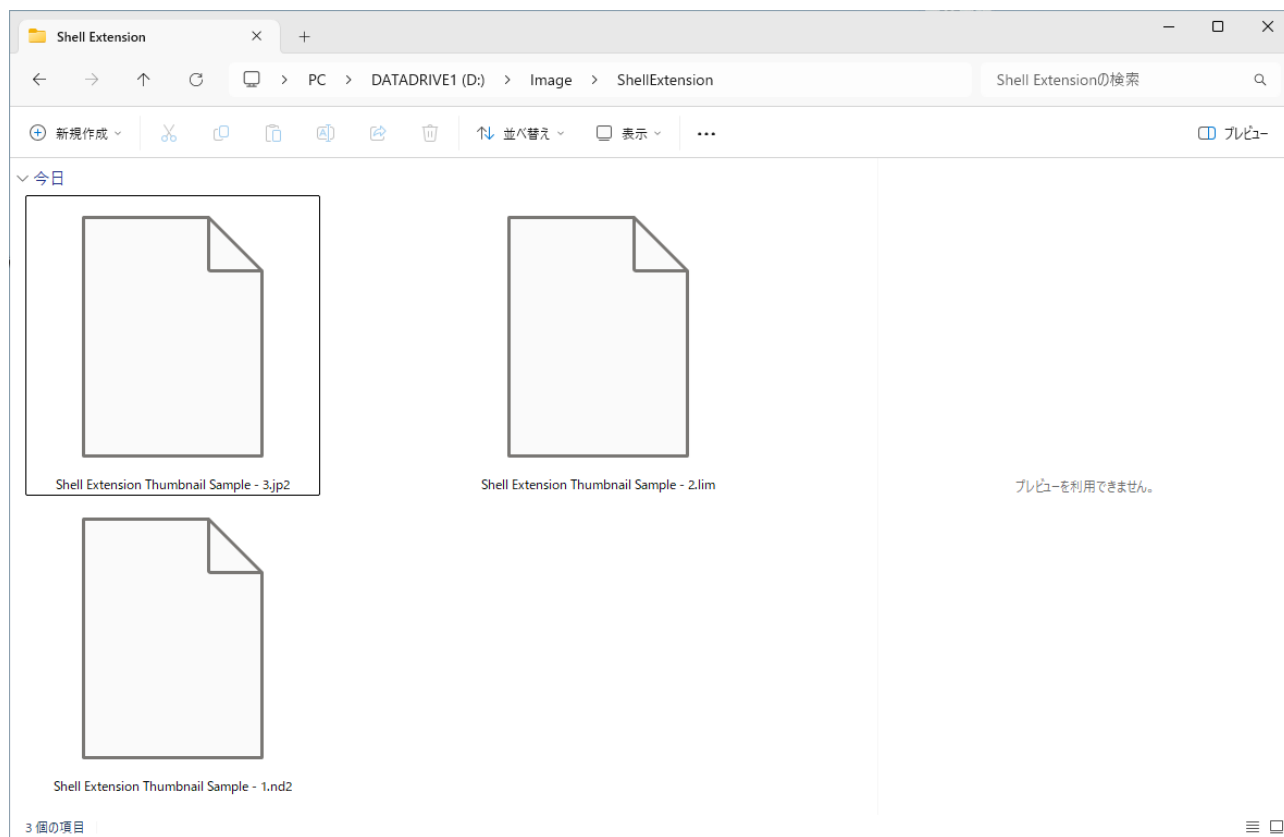 Shell Extension
PC > DATADRIVE1 (D:) > Image > ShellExtension
Shell Extensionの検索
新規作成
並べ替え
表示
プレビュー
今日
Shell Extension Thumbnail Sample - 3.jp2
Shell Extension Thumbnail Sample - 2.lim
プレビューを利用できません。
Shell Extension Thumbnail Sample - 1.nd2
3 個の項目